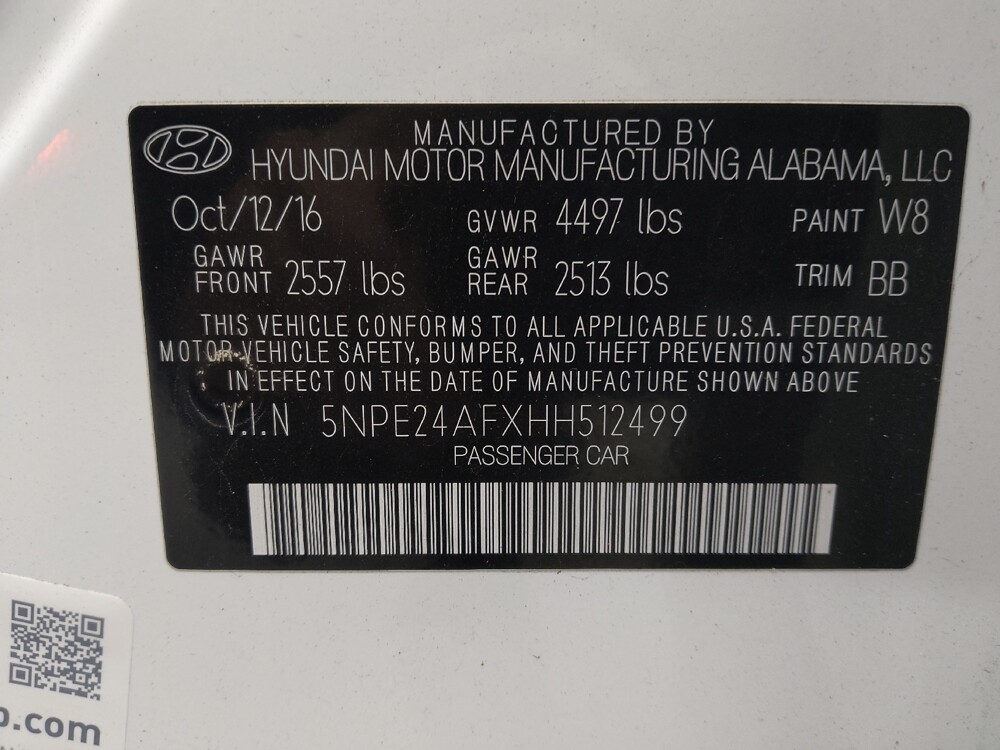 MANUFACTURED BY
HYUNDAI MOTOR MANUFACTURING ALABAMA, LLC
Oct/12/16 GVWR 4497 lbs PAINT W8
GAWR FRONT 2557 lbs GAWR REAR 2513 lbs TRIM BB
THIS VEHICLE CONFORMS TO ALL APPLICABLE U.S.A. FEDERAL
MOTOR VEHICLE SAFETY, BUMPER, AND THEFT PREVENTION STANDARDS
IN EFFECT ON THE DATE OF MANUFACTURE SHOWN ABOVE
V.I.N 5NPE24AFXHH512499
PASSENGER CAR
.com